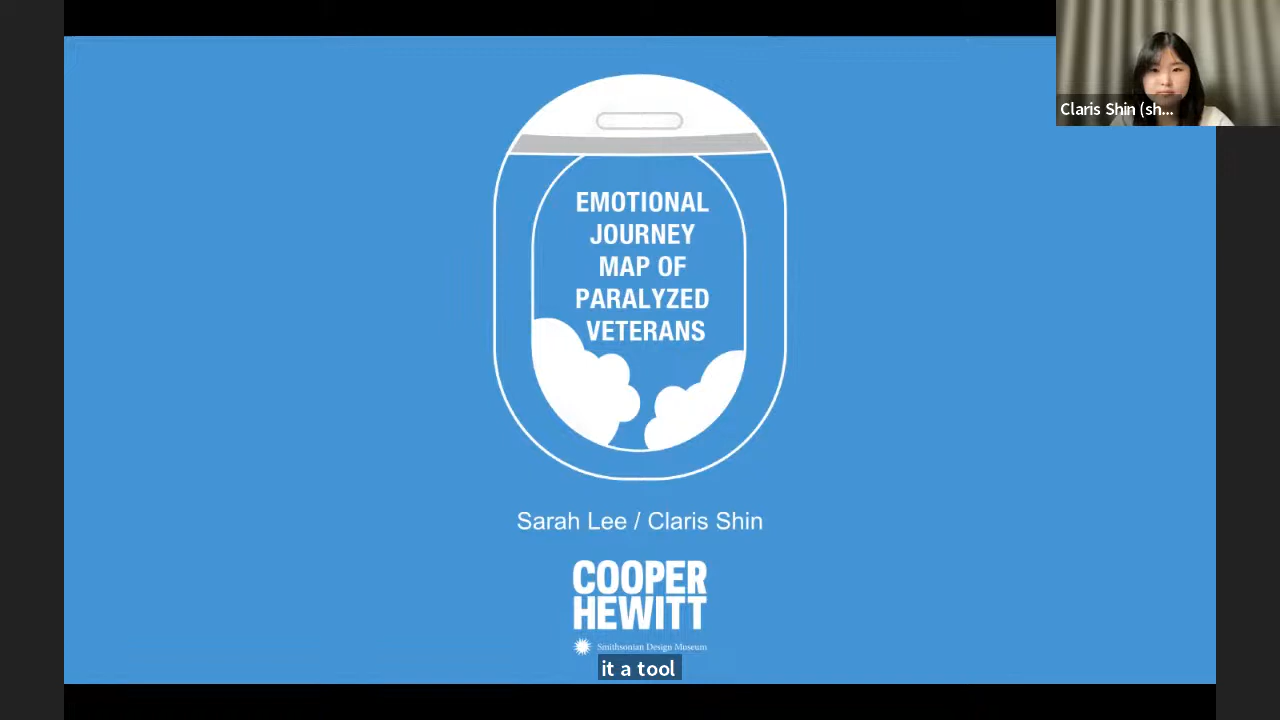 Claris Shin (sh...
EMOTIONAL
JOURNEY
MAP OF
PARALYZED
VETERANS
Sarah Lee / Claris Shin
COOPER
HEWITT
Smithsonian Design Museum
it a tool